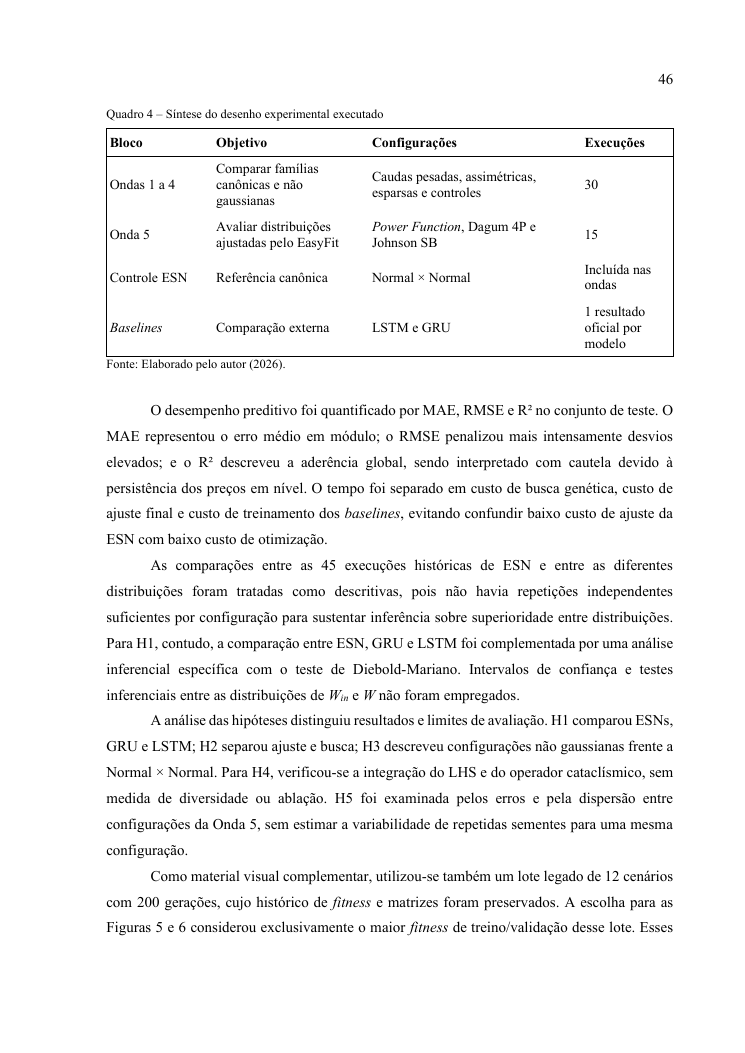 46
Quadro 4 – Síntese do desenho experimental executado
Bloco Objetivo Configurações Execuções
Ondas 1 a 4 Comparar famílias canônicas e não gaussianas Caudas pesadas, assimétricas, esparsas e controles 30
Onda 5 Avaliar distribuições ajustadas pelo EasyFit Power Function, Dagum 4P e Johnson SB 15
Controle ESN Referência canônica Normal × Normal Incluída nas ondas
Baselines Comparação externa LSTM e GRU 1 resultado oficial por modelo
Fonte: Elaborado pelo autor (2026).
O desempenho preditivo foi quantificado por MAE, RMSE e R² no conjunto de teste. O
MAE representou o erro médio em módulo; o RMSE penalizou mais intensamente desvios
elevados; e o R² descreveu a aderência global, sendo interpretado com cautela devido à
persistência dos preços em nível. O tempo foi separado em custo de busca genética, custo de
ajuste final e custo de treinamento dos baselines, evitando confundir baixo custo de ajuste da
ESN com baixo custo de otimização.
As comparações entre as 45 execuções históricas de ESN e entre as diferentes
distribuições foram tratadas como descritivas, pois não havia repetições independentes
suficientes por configuração para sustentar inferência sobre superioridade entre distribuições.
Para H1, contudo, a comparação entre ESN, GRU e LSTM foi complementada por uma análise
inferencial específica com o teste de Diebold-Mariano. Intervalos de confiança e testes
inferenciais entre as distribuições de Win e W não foram empregados.
A análise das hipóteses distinguiu resultados e limites de avaliação. H1 comparou ESNs,
GRU e LSTM; H2 separou ajuste e busca; H3 descreveu configurações não gaussianas frente a
Normal × Normal. Para H4, verificou-se a integração do LHS e do operador cataclísmico, sem
medida de diversidade ou ablação. H5 foi examinada pelos erros e pela dispersão entre
configurações da Onda 5, sem estimar a variabilidade de repetidas sementes para uma mesma
configuração.
Como material visual complementar, utilizou-se também um lote legado de 12 cenários
com 200 gerações, cujo histórico de fitness e matrizes foram preservados. A escolha para as
Figuras 5 e 6 considerou exclusivamente o maior fitness de treino/validação desse lote. Esses